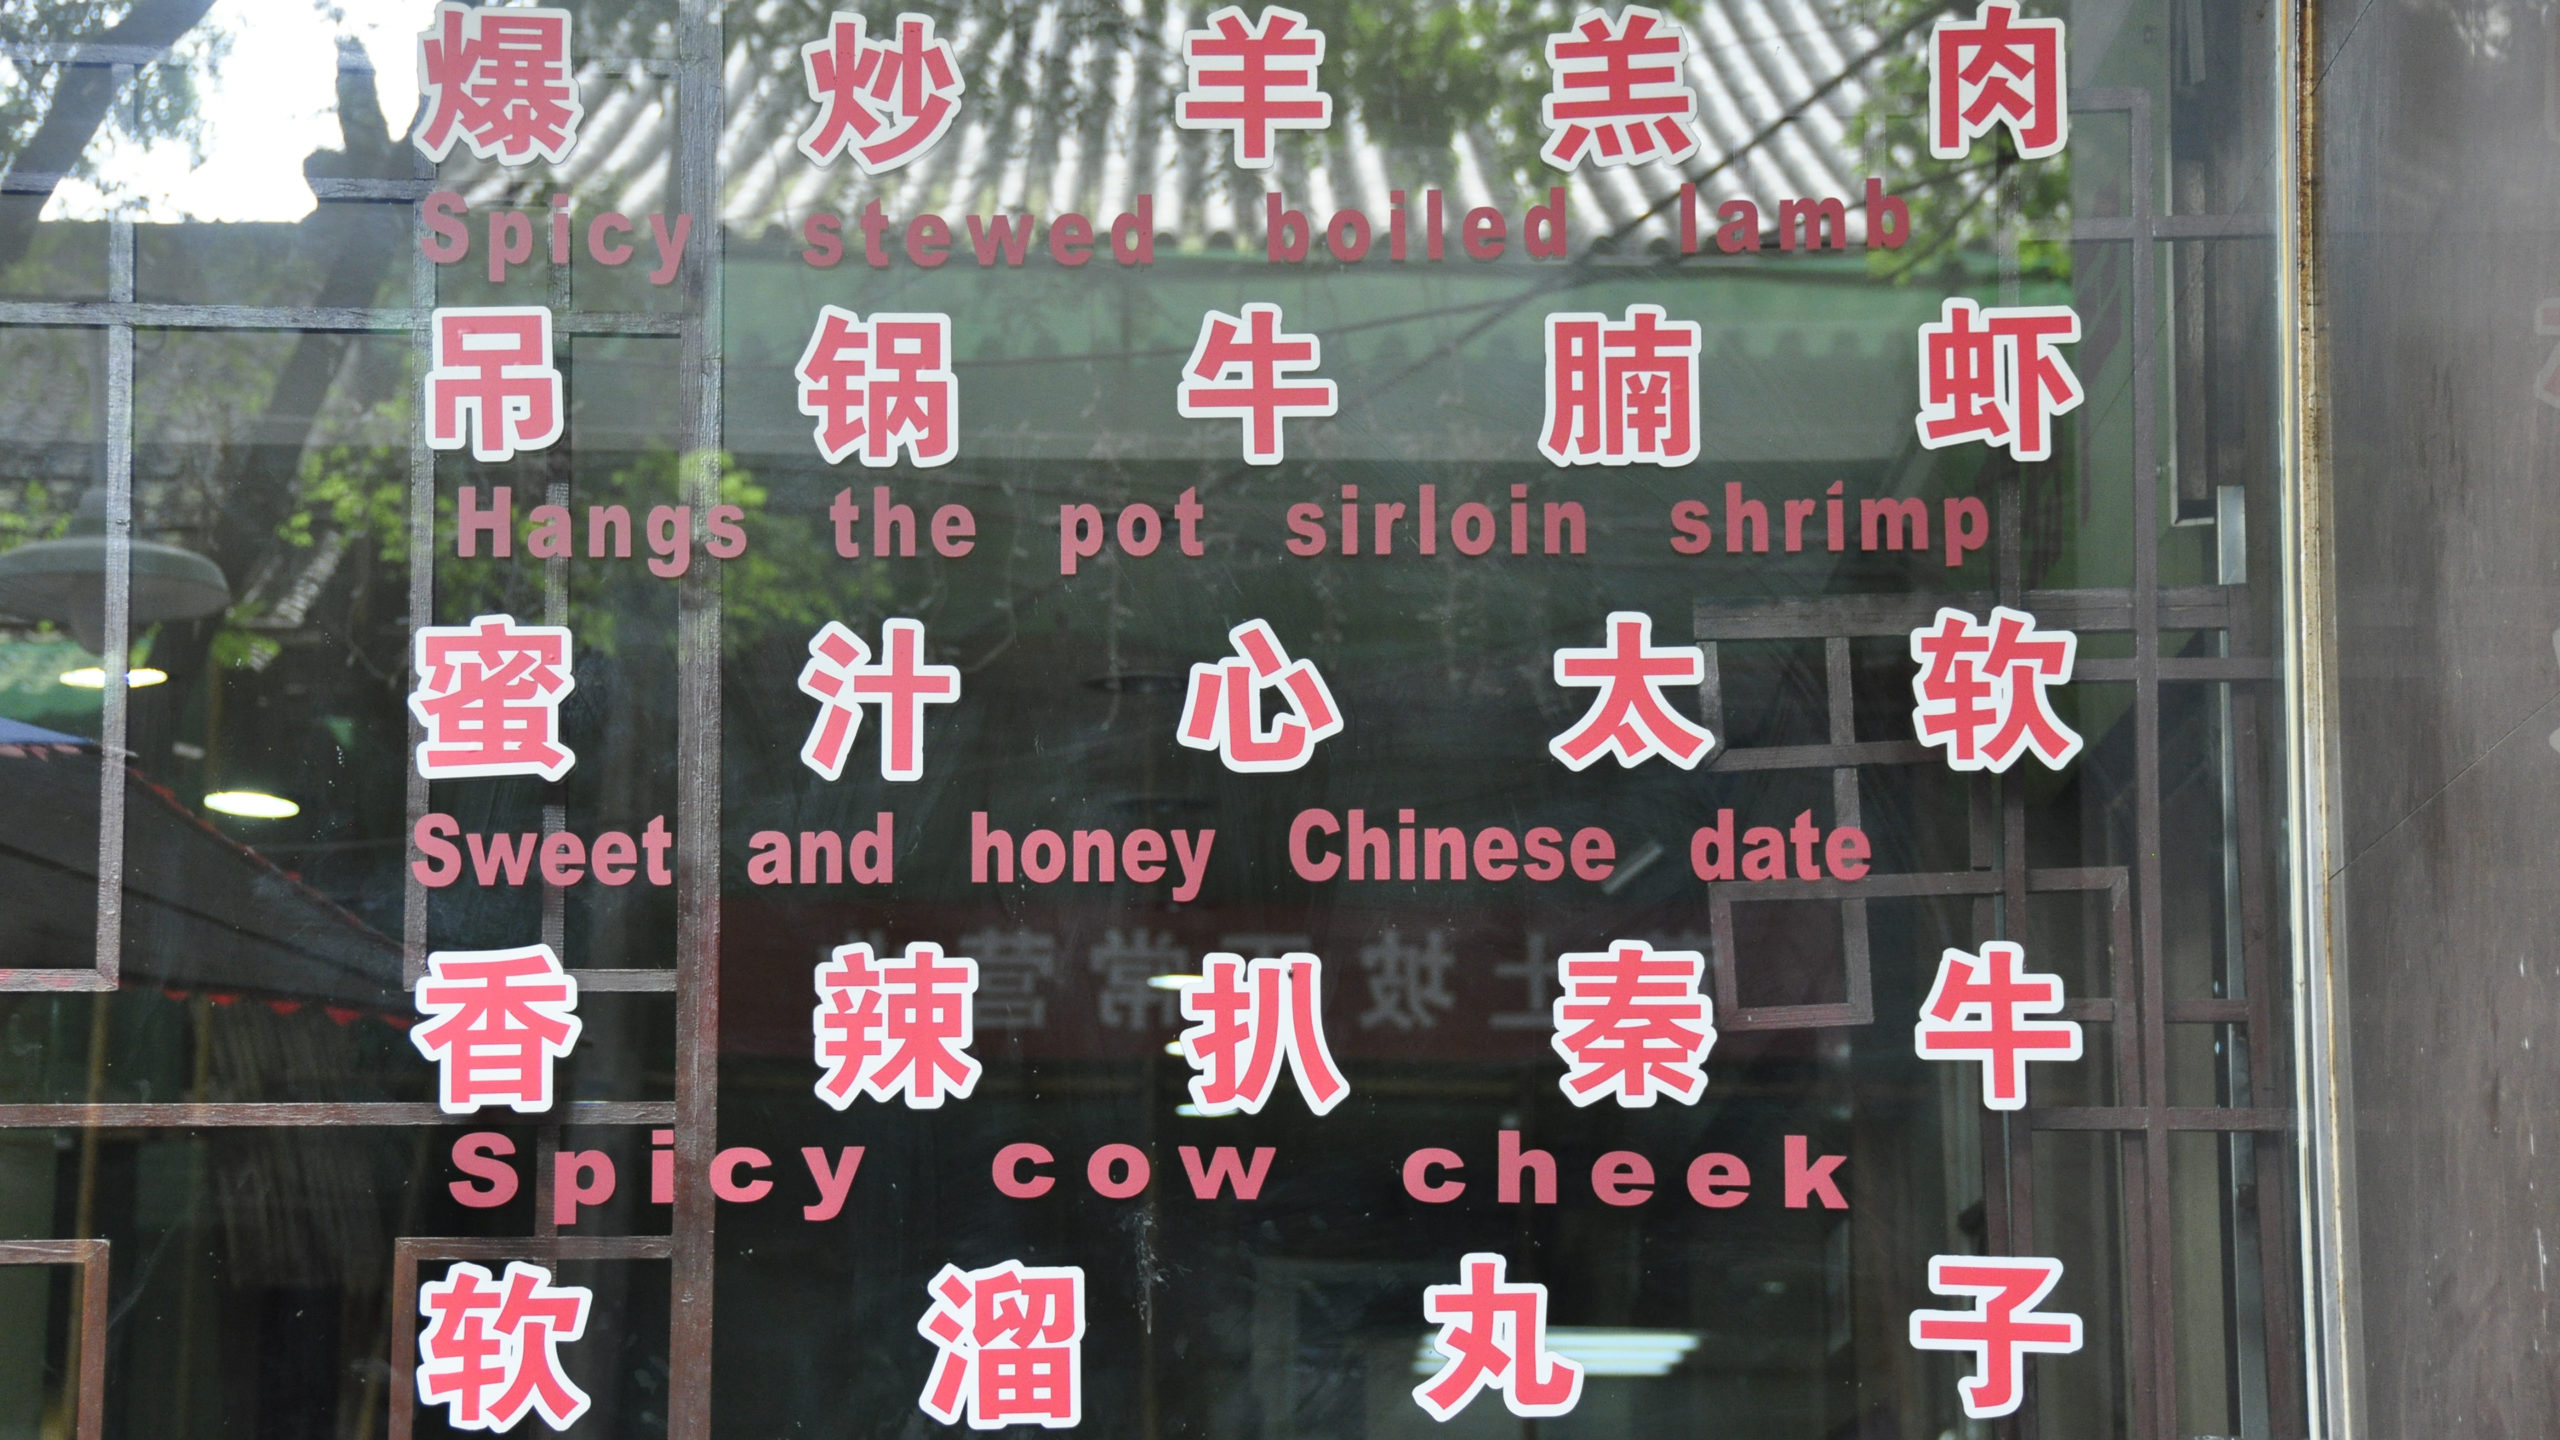 爆炒羊羔肉
Spicy stewed boiled lamb
吊锅牛腩虾
Hangs the pot sirloin shrimp
蜜汁心太软
Sweet and honey Chinese date
香辣扒秦牛
Spicy cow cheek
软溜丸子